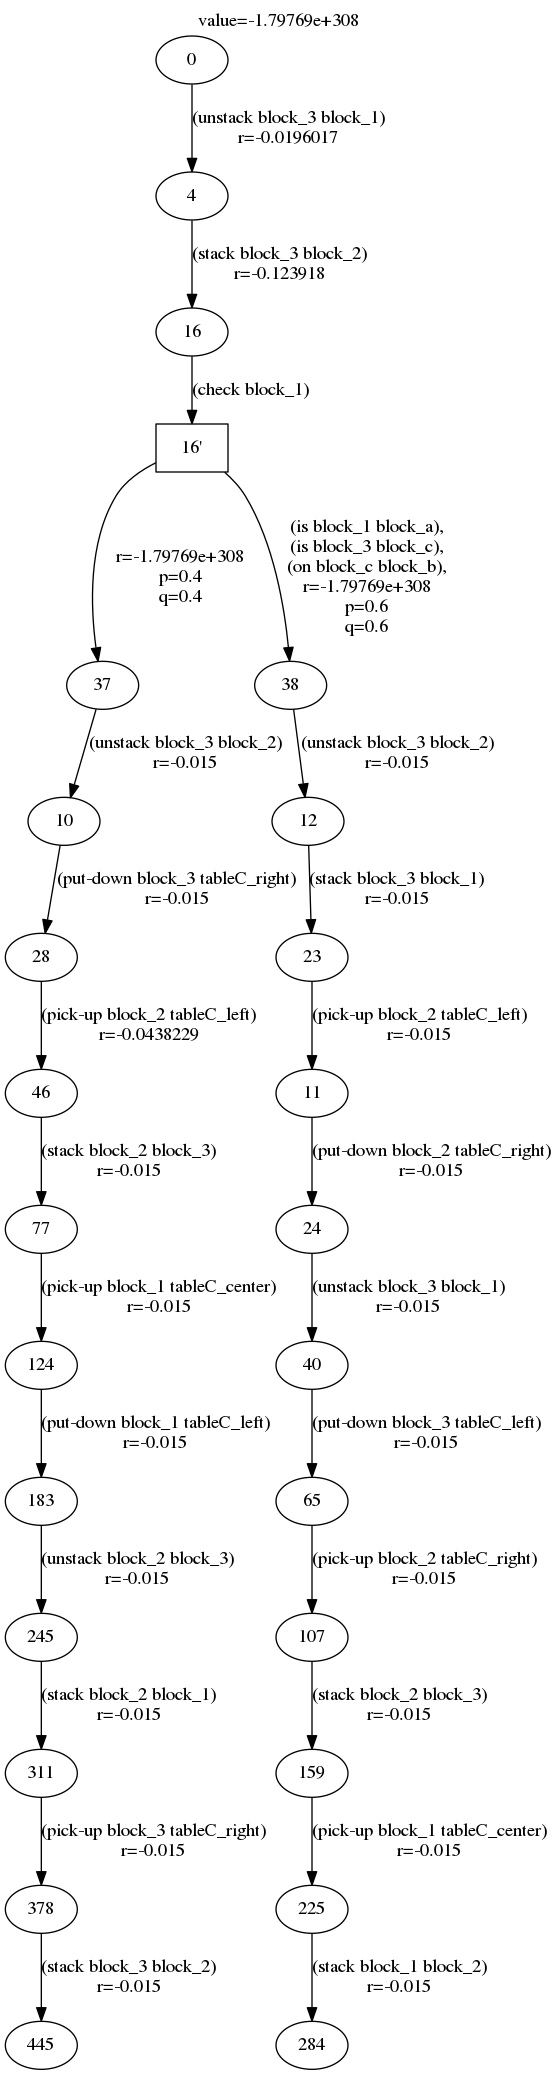 value=-1.79769e+308
0
(unstack block_3 block_1)
r=-0.0196017
4
(stack block_3 block_2)
r=-0.123918
16
(check block_1)
16'
r=-1.79769e+308
p=0.4
q=0.4
(is block_1 block_a),
(is block_3 block_c),
(on block_c block_b),
r=-1.79769e+308
p=0.6
q=0.6
37
38
(unstack block_3 block_2)
r=-0.015
(unstack block_3 block_2)
r=-0.015
10
12
(put-down block_3 tableC_right)
r=-0.015
(stack block_3 block_1)
r=-0.015
28
23
(pick-up block_2 tableC_left)
r=-0.0438229
(pick-up block_2 tableC_left)
r=-0.015
46
11
(stack block_2 block_3)
r=-0.015
(put-down block_2 tableC_right)
r=-0.015
77
24
(pick-up block_1 tableC_center)
r=-0.015
(unstack block_3 block_1)
r=-0.015
124
40
(put-down block_1 tableC_left)
r=-0.015
(put-down block_3 tableC_left)
r=-0.015
183
65
(unstack block_2 block_3)
r=-0.015
(pick-up block_2 tableC_right)
r=-0.015
245
107
(stack block_2 block_1)
r=-0.015
(stack block_2 block_3)
r=-0.015
311
159
(pick-up block_3 tableC_right)
r=-0.015
(pick-up block_1 tableC_center)
r=-0.015
378
225
(stack block_3 block_2)
r=-0.015
(stack block_1 block_2)
r=-0.015
445
284